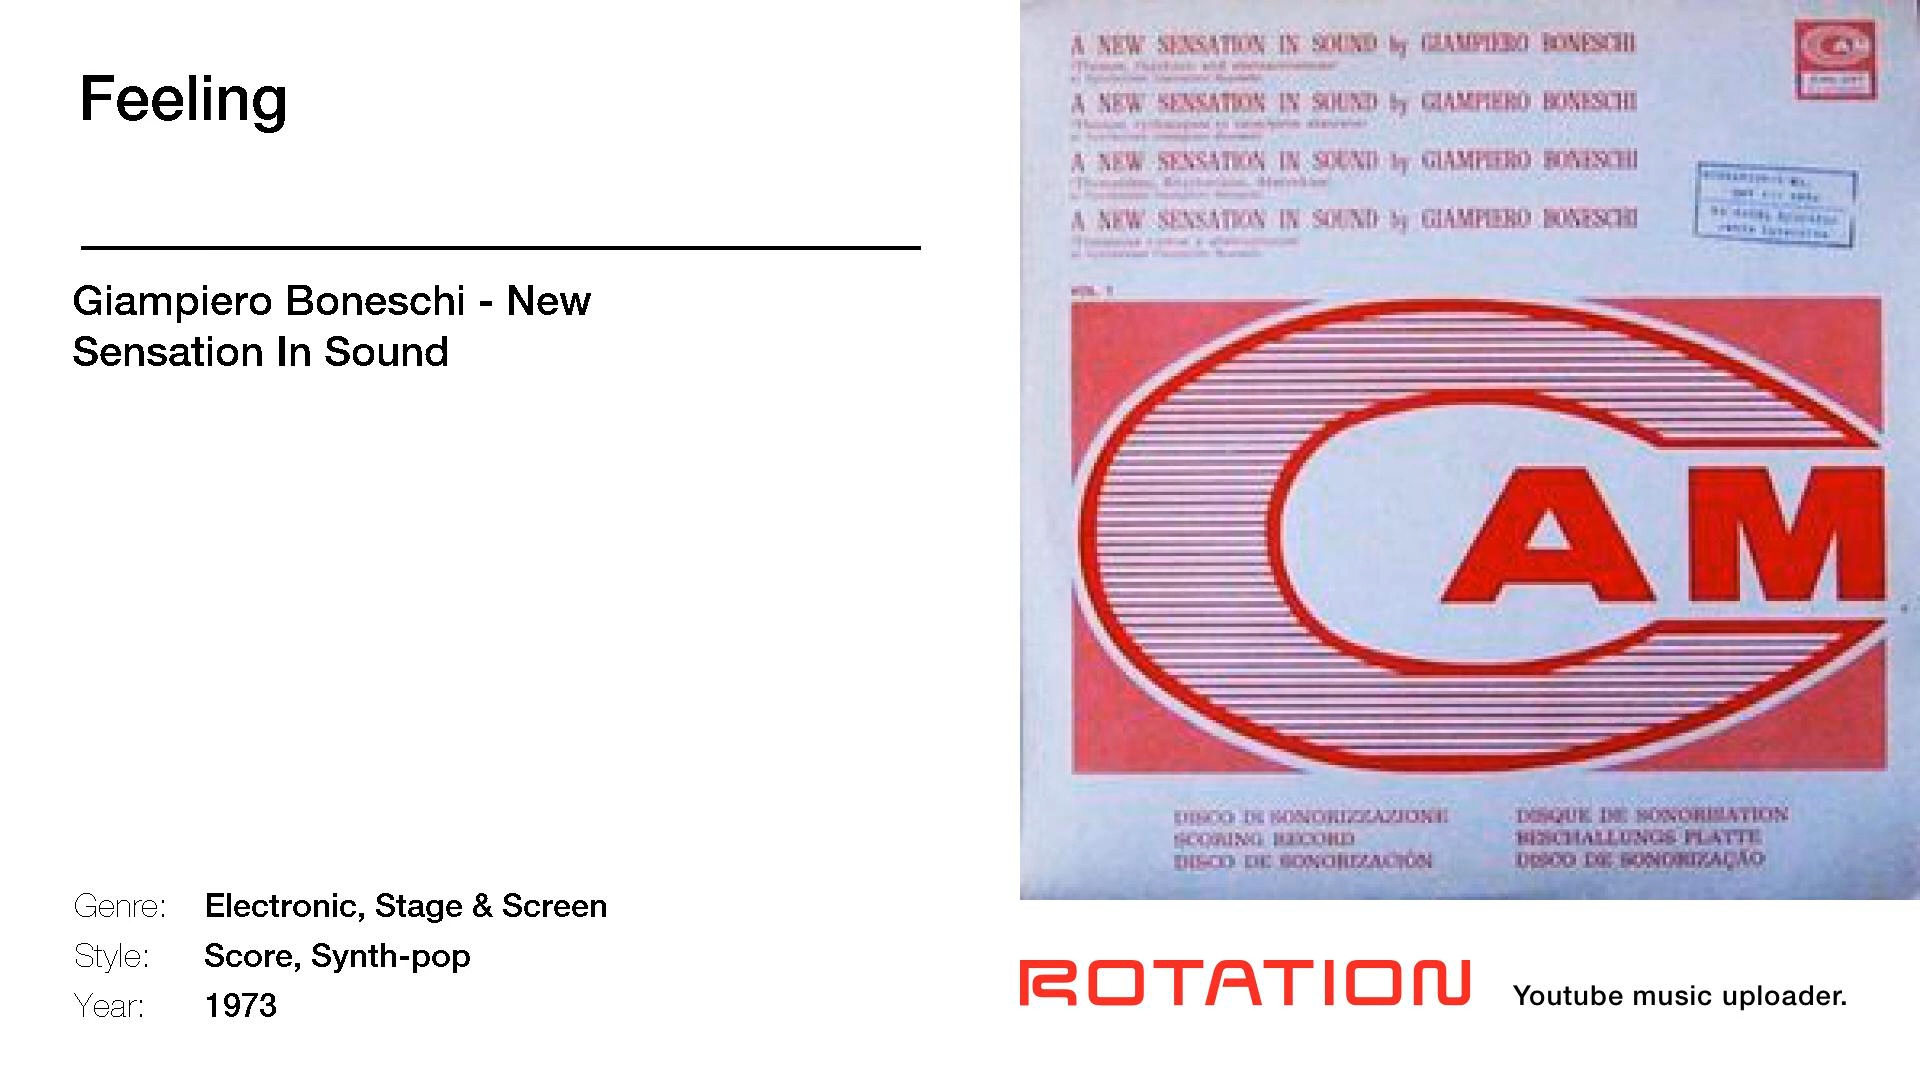 Feeling
Giampiero Boneschi - New
Sensation In Sound
Genre: Electronic, Stage & Screen
Style: Score, Synth-pop
Year: 1973
A NEW SENSATION IN SOUND by GIAMPIERO BONESCHI
A NEW SENSATION IN SOUND by GIAMPIERO BONESCHI
A NEW SENSATION IN SOUND by GIAMPIERO BONESCHI
A NEW SENSATION IN SOUND by GIAMPIERO BONESCHI
VOL.
CAM
DISCO DI SONORIZZAZIONE
SCORING RECORD
DISCO DE SONORIZACIÓN
DISQUE DE SONORISATION
BESCHALLUNGS PLATTE
DISCO DE SONORIZAÇÃO
ROTATION
Youtube music uploader.